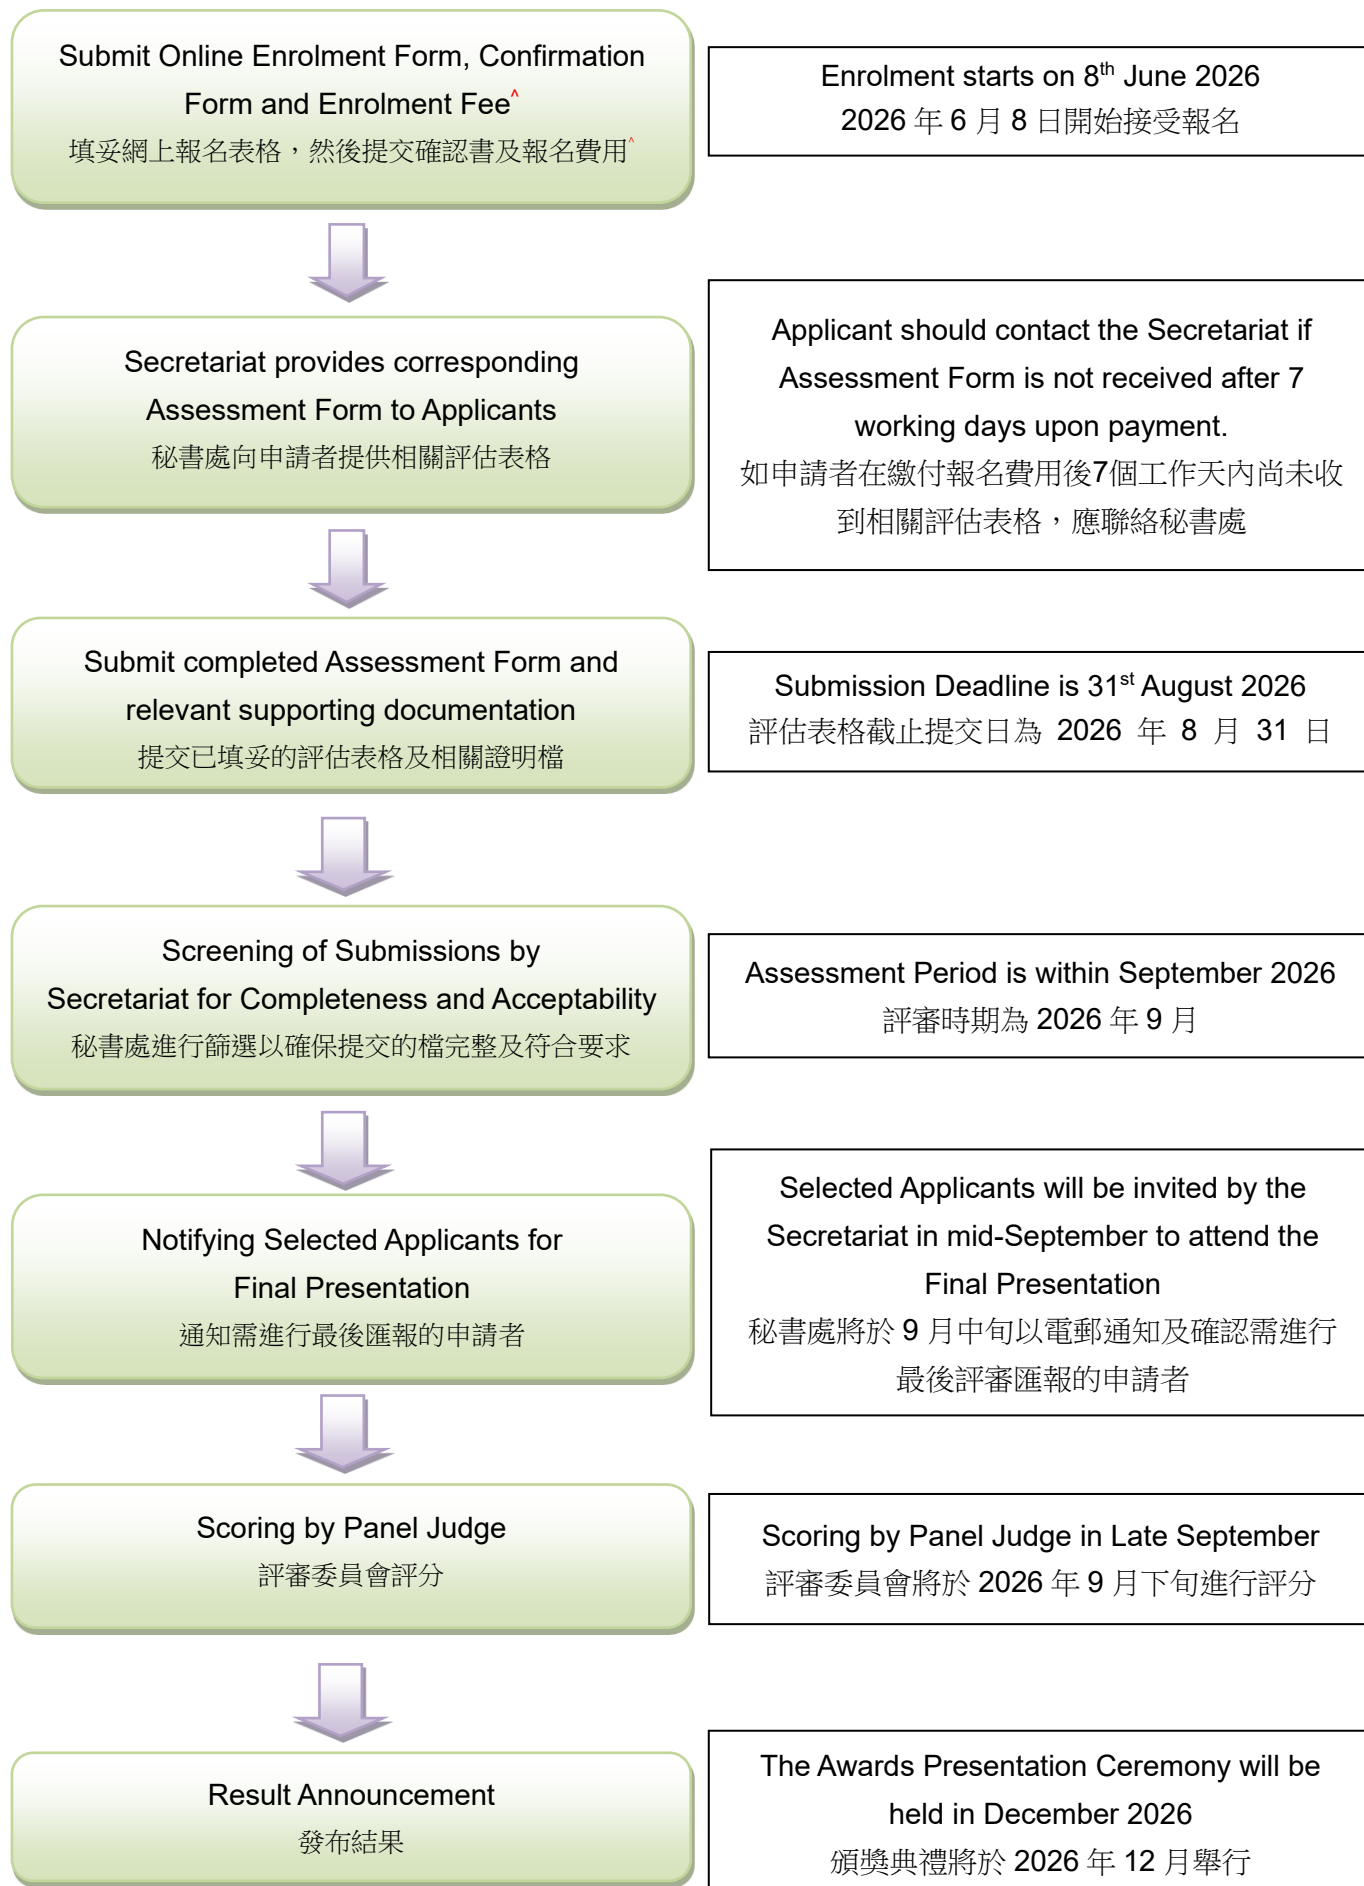 Submit Online Enrolment Form, Confirmation
Form and Enrolment Fee^
填妥網上報名表格，然後提交確認書及報名費用^
Enrolment starts on 8th June 2026
2026 年 6 月 8 日開始接受報名
Secretariat provides corresponding
Assessment Form to Applicants
秘書處向申請者提供相關評估表格
Applicant should contact the Secretariat if
Assessment Form is not received after 7
working days upon payment.
如申請者在繳付報名費用後7個工作天內尚未收
到相關評估表格，應聯絡秘書處
Submit completed Assessment Form and
relevant supporting documentation
提交已填妥的評估表格及相關證明檔
Submission Deadline is 31st August 2026
評估表格截止提交日為 2026 年 8 月 31 日
Screening of Submissions by
Secretariat for Completeness and Acceptability
秘書處進行篩選以確保提交的檔完整及符合要求
Assessment Period is within September 2026
評審時期為 2026 年 9 月
Notifying Selected Applicants for
Final Presentation
通知需進行最後匯報的申請者
Selected Applicants will be invited by the
Secretariat in mid-September to attend the
Final Presentation
秘書處將於 9 月中旬以電郵通知及確認需進行
最後評審匯報的申請者
Scoring by Panel Judge
評審委員會評分
Scoring by Panel Judge in Late September
評審委員會將於 2026 年 9 月下旬進行評分
Result Announcement
發布結果
The Awards Presentation Ceremony will be
held in December 2026
頒獎典禮將於 2026 年 12 月舉行